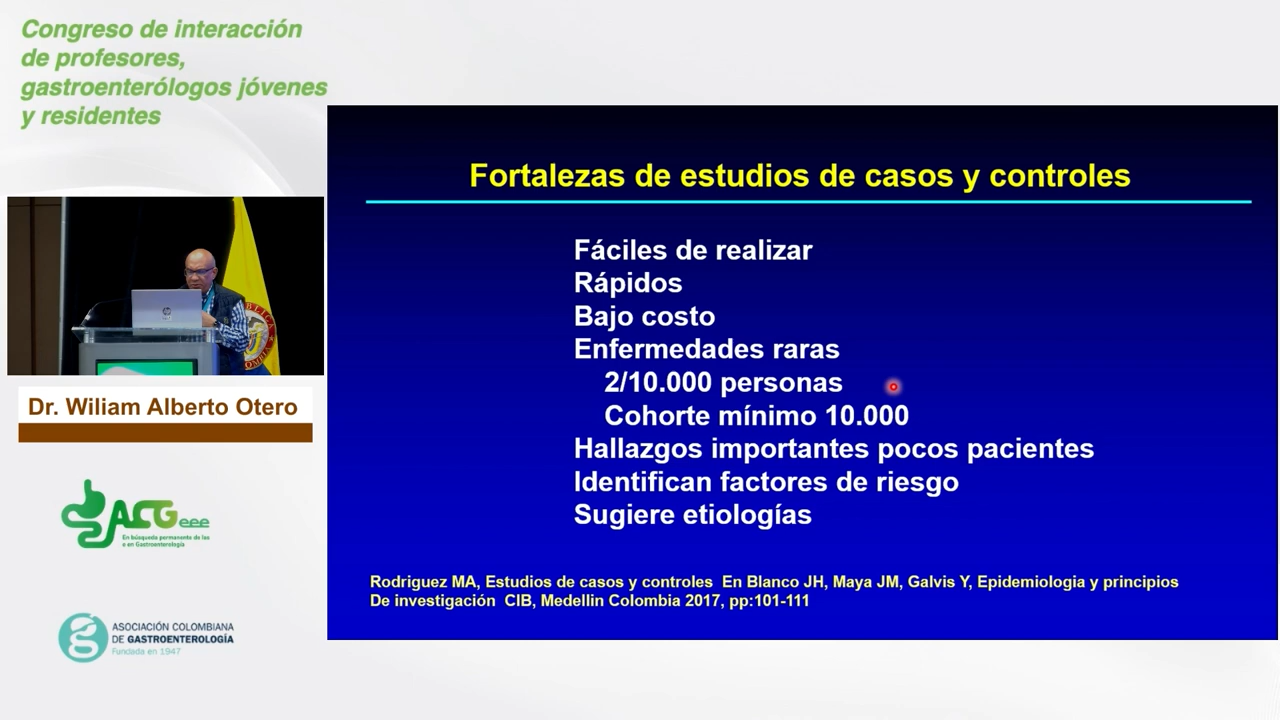 Congreso de interacción
de profesores,
gastroenterólogos jóvenes
y residentes
Fortalezas de estudios de casos y controles
Fáciles de realizar
Rápidos
Bajo costo
Enfermedades raras
2/10.000 personas
Cohorte mínimo 10.000
Hallazgos importantes pocos pacientes
Identifican factores de riesgo
Sugiere etiologías
Rodriguez MA, Estudios de casos y controles En Blanco JH, Maya JM, Galvis Y, Epidemiologia y principios
De investigación CIB, Medellin Colombia 2017, pp:101-111
Dr. Wiliam Alberto Otero
ACG eee
En búsqueda permanente de las
e en Gastroenterología
ASOCIACIÓN COLOMBIANA
DE GASTROENTEROLOGÍA
Fundada en 1947